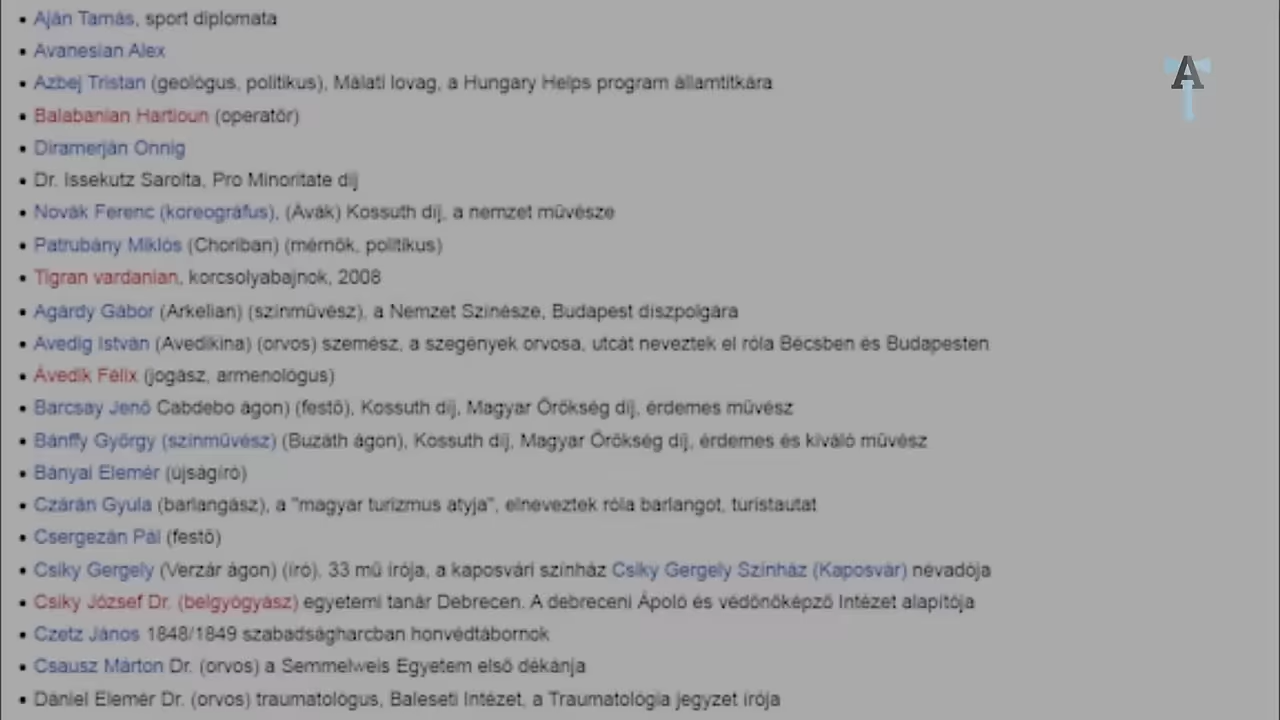 • Aján Tamás, sport diplomata
• Avanesian Alex
• Azbej Tristan (geológus, politikus), Málati lovag, a Hungary Helps program államtitkára
• Balabanian Hartioun (operatőr)
• Diramerján Onnig
• Dr. Issekutz Sarolta, Pro Minoritate díj
• Novák Ferenc (koreográfus), (Avák) Kossuth díj, a nemzet művésze
• Patrubány Miklós (Choriban) (mérnök, politikus)
• Tigran vardanian, korcsolyabajnok, 2008
• Agárdy Gábor (Arkelian) (színművész), a Nemzet Színésze, Budapest díszpolgára
• Avedig István (Avedikina) (orvos) szemész, a szegények orvosa, utcát neveztek el róla Bécsben és Budapesten
• Ávedik Félix (jogász, armenológus)
• Barcsay Jenő Cabdebo ágon) (festő), Kossuth díj, Magyar Örökség díj, érdemes művész
• Bánffy György (színművész) (Buzáth ágon), Kossuth díj, Magyar Örökség díj, érdemes és kiváló művész
• Bányai Elemér (újságíró)
• Czárán Gyula (barlangász), a "magyar turizmus atyja", elneveztek róla barlangot, turistautat
• Csergezán Pál (festő)
• Csiky Gergely (Verzár ágon) (író), 33 mű írója, a kaposvári színház Csiky Gergely Színház (Kaposvár) névadója
• Csiky József Dr. (belgyógyász) egyetemi tanár Debrecen. A debreceni Ápoló és védőnőképző Intézet alapítója
• Czetz János 1848/1849 szabadságharcban honvédtábornok
• Csausz Márton Dr. (orvos) a Semmelweis Egyetem első dékánja
• Dániel Elemér Dr. (orvos) traumatológus, Baleseti Intézet, a Traumatológia jegyzet írója
A